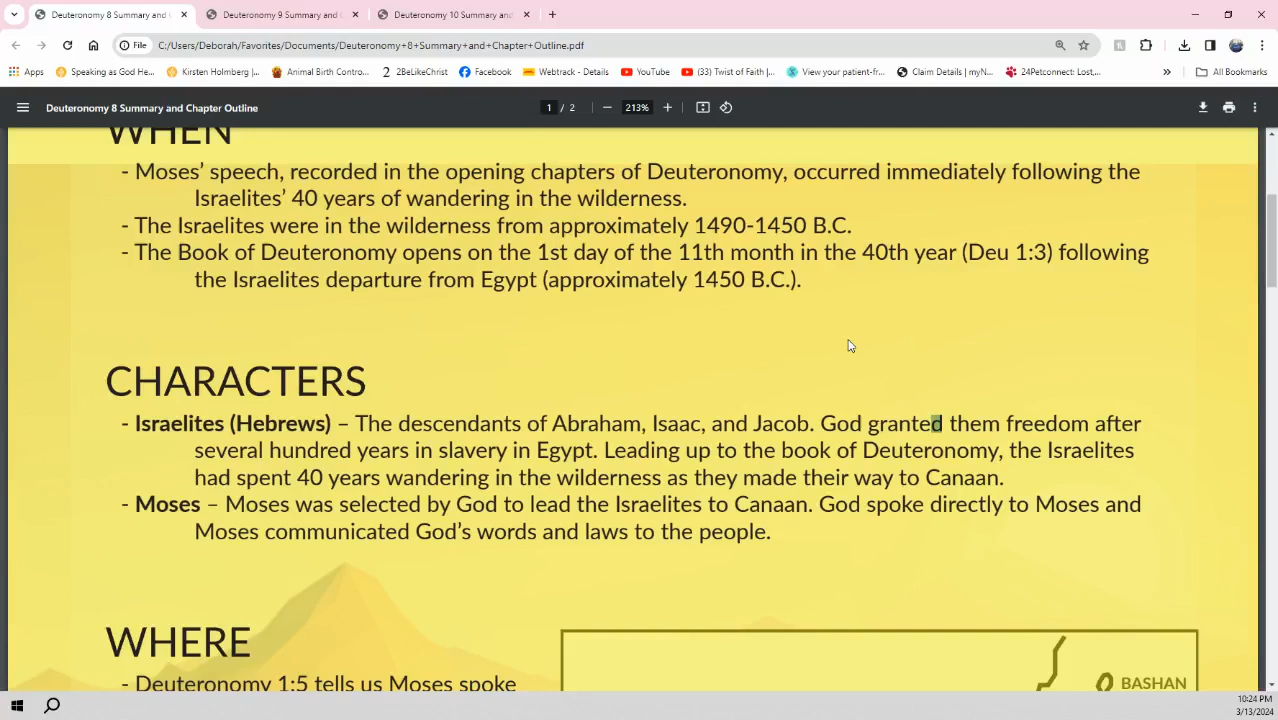 Deuteronomy 8 Summary and
Deuteronomy 9 Summary and
Deuteronomy 10 Summary and
File
C:/Users/Deborah/Favorites/Documents/Deuteronomy+8+Summary+and+Chapter+Outline.pdf
Apps
Speaking as God He...
Kirsten Holmberg |...
Animal Birth Contro...
2 2BeLikeChrist
Facebook
Webtrack - Details
YouTube
(33) Twist of Faith |...
View your patient-fr...
Claim Details | myN...
24Petconnect: Lost,...
»
All Bookmarks
Deuteronomy 8 Summary and Chapter Outline
1 / 2
213%
WHEN
- Moses’ speech, recorded in the opening chapters of Deuteronomy, occurred immediately following the
Israelites’ 40 years of wandering in the wilderness.
- The Israelites were in the wilderness from approximately 1490-1450 B.C.
- The Book of Deuteronomy opens on the 1st day of the 11th month in the 40th year (Deu 1:3) following
the Israelites departure from Egypt (approximately 1450 B.C.).
CHARACTERS
- Israelites (Hebrews) – The descendants of Abraham, Isaac, and Jacob. God granted them freedom after
several hundred years in slavery in Egypt. Leading up to the book of Deuteronomy, the Israelites
had spent 40 years wandering in the wilderness as they made their way to Canaan.
- Moses – Moses was selected by God to lead the Israelites to Canaan. God spoke directly to Moses and
Moses communicated God’s words and laws to the people.
WHERE
- Deuteronomy 1:5 tells us Moses spoke
BASHAN
10:24 PM
3/13/2024